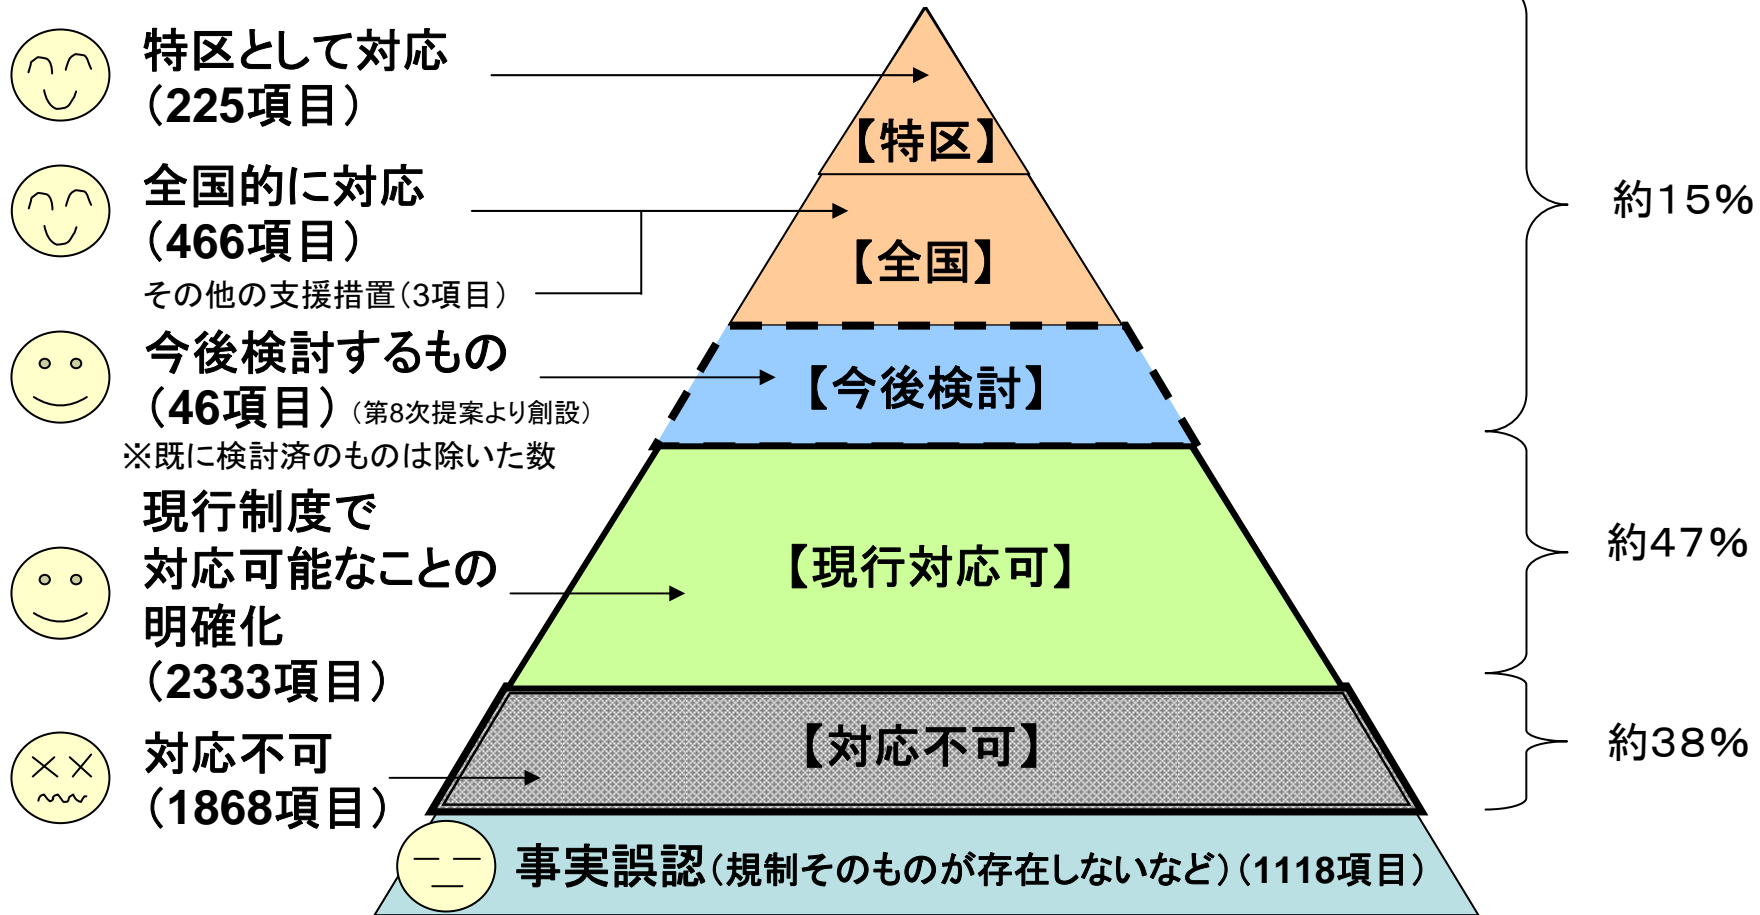 特区として対応
（225項目）
【特区】
全国的に対応
（466項目）
その他の支援措置（3項目）
【全国】
約15%
今後検討するもの
（46項目）（第8次提案より創設）
※既に検討済のものは除いた数
【今後検討】
現行制度で
対応可能なことの
明確化
（2333項目）
【現行対応可】
約47%
対応不可
（1868項目）
【対応不可】
約38%
事実誤認（規制そのものが存在しないなど）（1118項目）